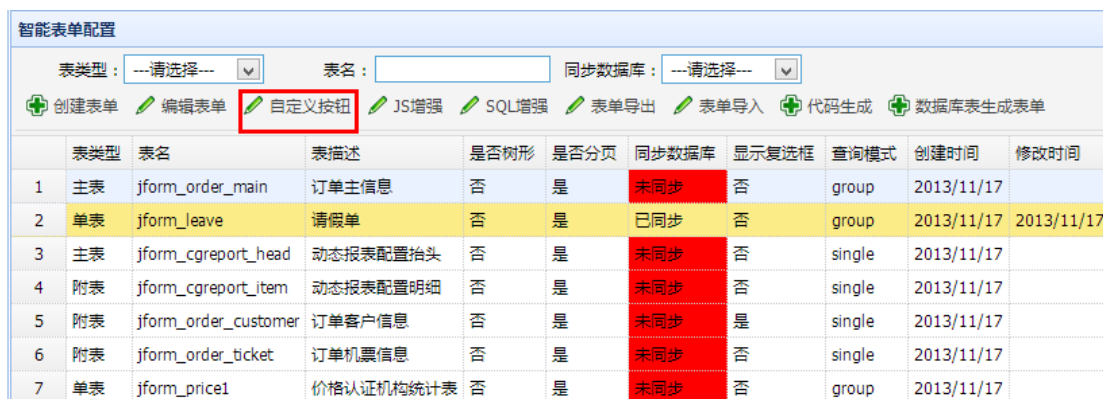 智能表单配置
表类型： ---请选择--- 表名： 同步数据库： ---请选择---
创建表单 编辑表单 自定义按钮 JS增强 SQL增强 表单导出 表单导入 代码生成 数据库表生成表单
表类型 表名 表描述 是否树形 是否分页 同步数据库 显示复选框 查询模式 创建时间 修改时间
1 主表 jform_order_main 订单主信息 否 是 未同步 否 group 2013/11/17
2 单表 jform_leave 请假单 否 是 已同步 否 group 2013/11/17 2013/11/17
3 主表 jform_cgreport_head 动态报表配置抬头 否 是 未同步 否 single 2013/11/17
4 附表 jform_cgreport_item 动态报表配置明细 否 是 未同步 否 single 2013/11/17
5 附表 jform_order_customer 订单客户信息 否 是 未同步 是 single 2013/11/17
6 附表 jform_order_ticket 订单机票信息 否 是 未同步 否 single 2013/11/17
7 单表 jform_price1 价格认证机构统计表 否 是 未同步 否 group 2013/11/17